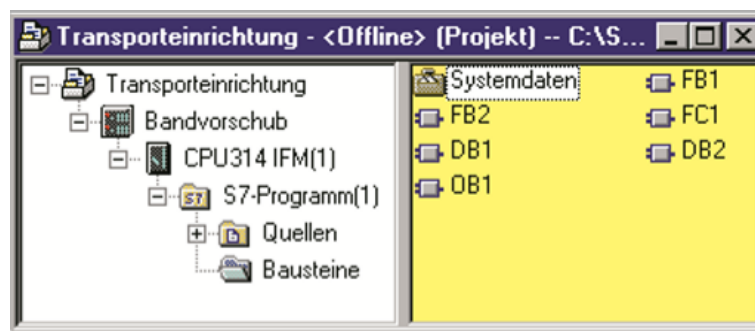 Transporteinrichtung - <Offline> (Projekt) -- C:\S...
Transporteinrichtung
Bandvorschub
CPU314 IFM(1)
S7-Programm(1)
Quellen
Bausteine
Systemdaten FB1
FB2 FC1
DB1 DB2
OB1